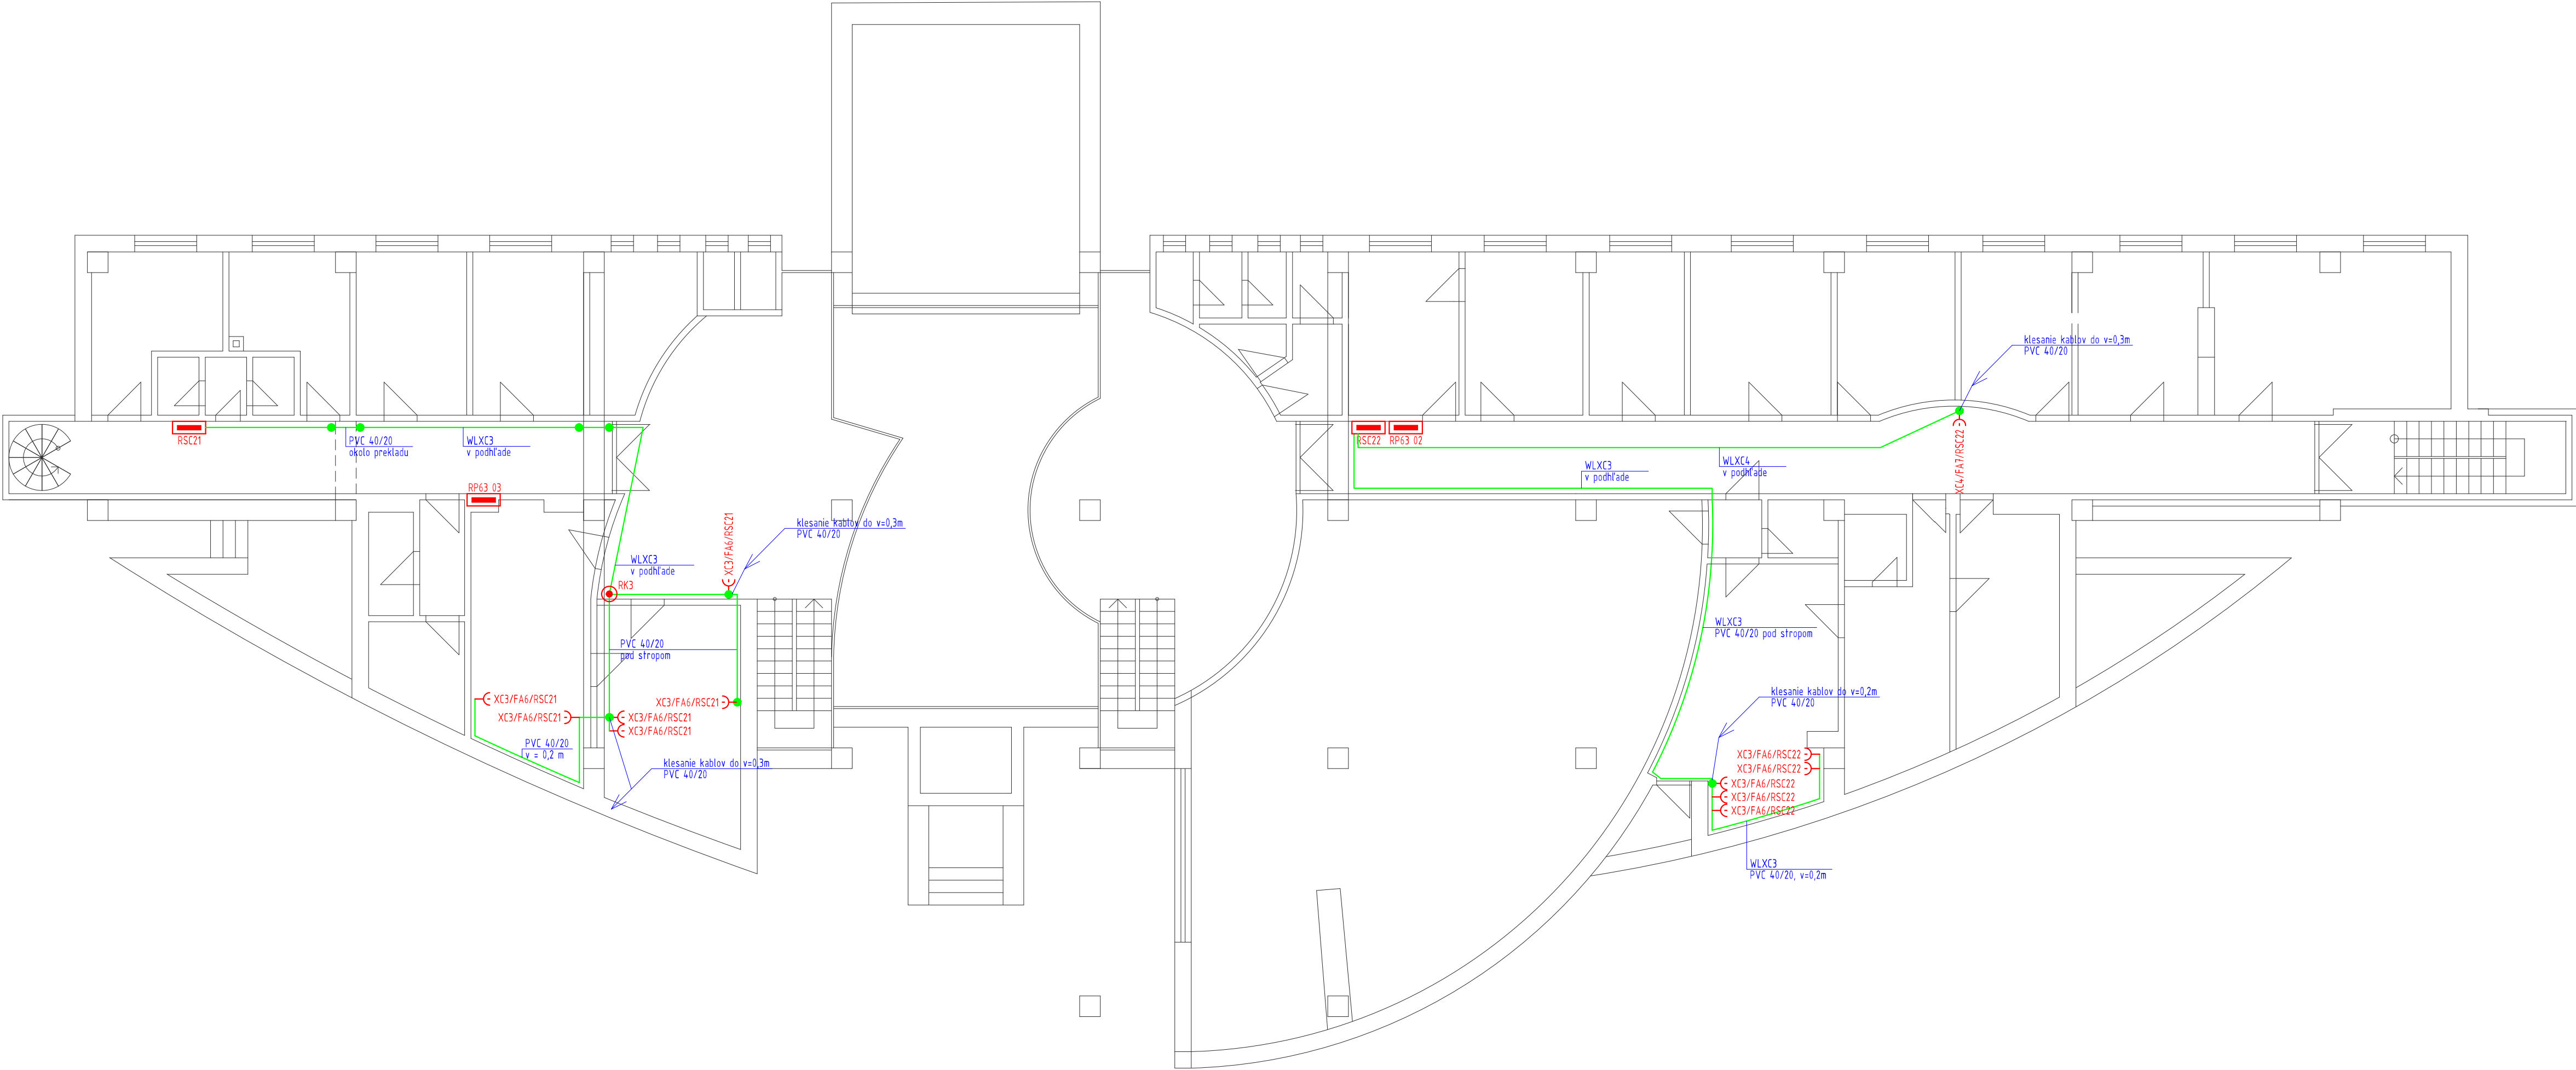 klesanie kablov do v=0,3m
PVC 40/20
RSC21
PVC 40/20
okolo prekladu
WLXC3
v podhľade
RSC22
RP63 02
WLXC3
v podhľade
WLXC4
v podhľade
XC4/FA7/RSC22
RP63 03
XC3/FA6/RSC21
klesanie kablov do v=0,3m
PVC 40/20
WLXC3
v podhľade
RK3
WLXC3
PVC 40/20 pod stropom
PVC 40/20
pod stropom
XC3/FA6/RSC21
XC3/FA6/RSC21
XC3/FA6/RSC21
XC3/FA6/RSC21
XC3/FA6/RSC21
PVC 40/20
v = 0,2 m
klesanie kablov do v=0,3m
PVC 40/20
klesanie kablov do v=0,2m
PVC 40/20
XC3/FA6/RSC22
XC3/FA6/RSC22
XC3/FA6/RSC22
XC3/FA6/RSC22
XC3/FA6/RSC22
WLXC3
PVC 40/20, v=0,2m